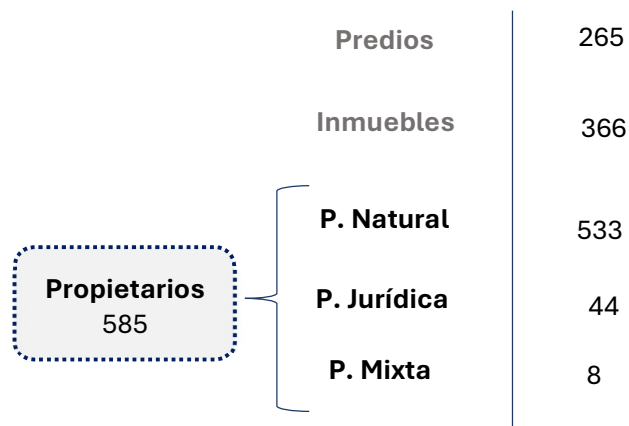 Predios 265
Inmuebles 366
P. Natural 533
Propietarios
585
P. Jurídica 44
P. Mixta 8